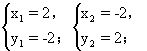 x₁ = 2, x₂ = -2,
y₁ = -2; y₂ = 2;